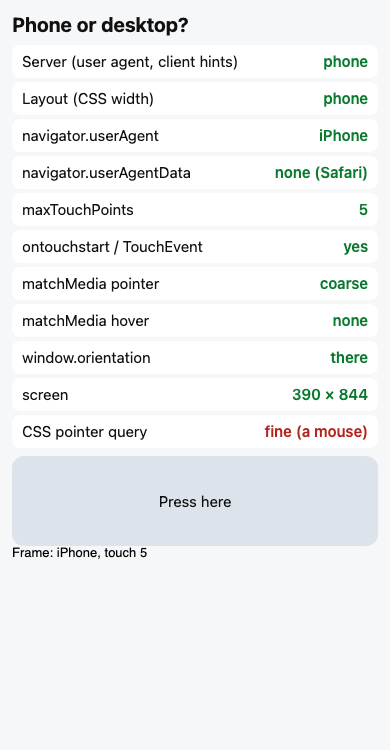 Phone or desktop?
Server (user agent, client hints) phone
Layout (CSS width) phone
navigator.userAgent iPhone
navigator.userAgentData none (Safari)
maxTouchPoints 5
ontouchstart / TouchEvent yes
matchMedia pointer coarse
matchMedia hover none
window.orientation there
screen 390 × 844
CSS pointer query fine (a mouse)
Press here
Frame: iPhone, touch 5